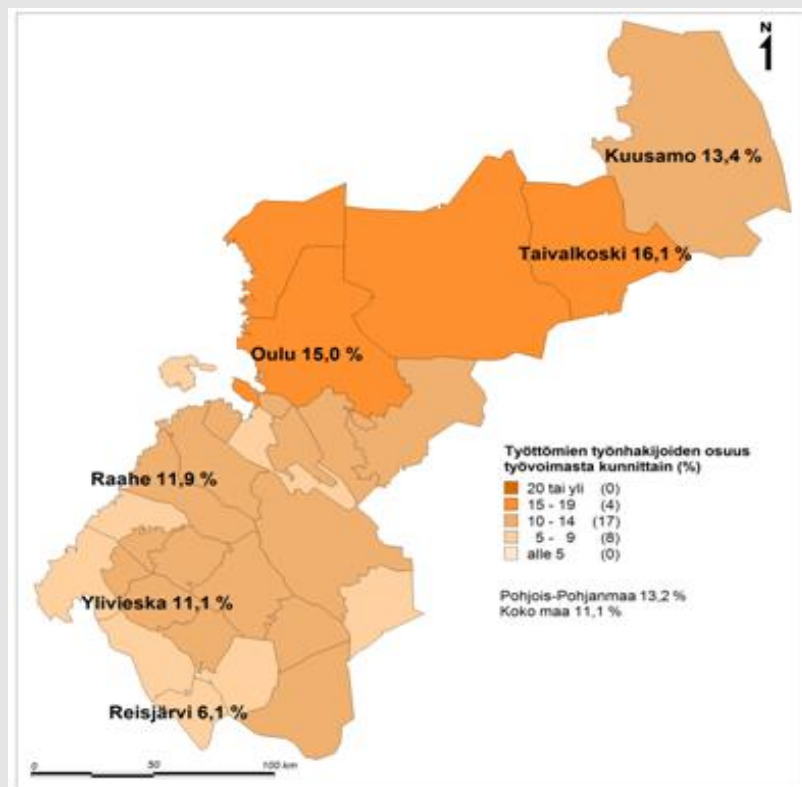 N
Kuusamo 13,4 %
Taivalkoski 16,1 %
Oulu 15,0 %
Raahe 11,9 %
Ylivieska 11,1 %
Reisjärvi 6,1 %
Työttömien työnhakijoiden osuus
työvoimasta kunnittain (%)
20 tai yli (0)
15 - 19 (4)
10 - 14 (17)
5 - 9 (8)
alle 5 (0)
Pohjois-Pohjanmaa 13,2 %
Koko maa 11,1 %
0 50 100 km